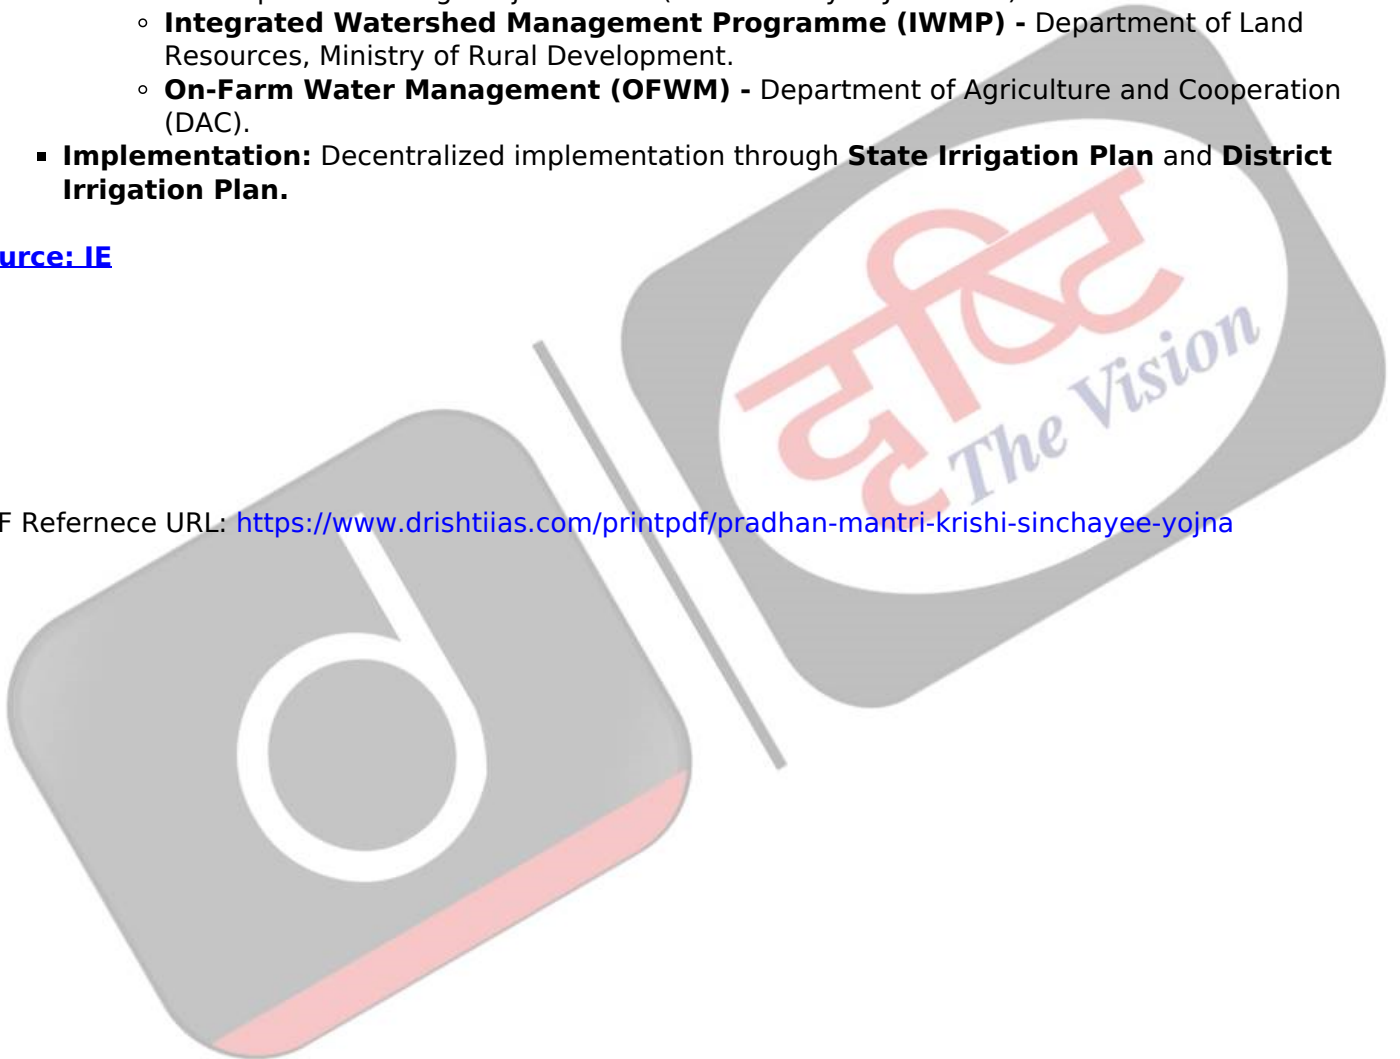 Integrated Watershed Management Programme (IWMP) - Department of Land
Resources, Ministry of Rural Development.
On-Farm Water Management (OFWM) - Department of Agriculture and Cooperation
(DAC).
Implementation: Decentralized implementation through State Irrigation Plan and District
Irrigation Plan.
urce: IE
दृष्टि
The Vision
F Refernece URL: https://www.drishtiias.com/printpdf/pradhan-mantri-krishi-sinchayee-yojna